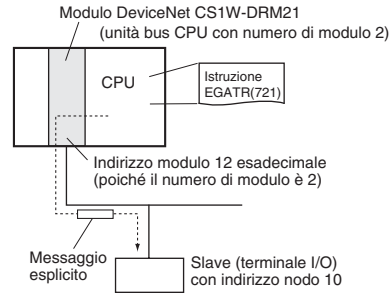 Modulo DeviceNet CS1W-DRM21
(unità bus CPU con numero di modulo 2)
CPU
Istruzione
EGATR(721)
Indirizzo modulo 12 esadecimale
(poiché il numero di modulo è 2)
Messaggio
esplicito
Slave (terminale I/O)
con indirizzo nodo 10